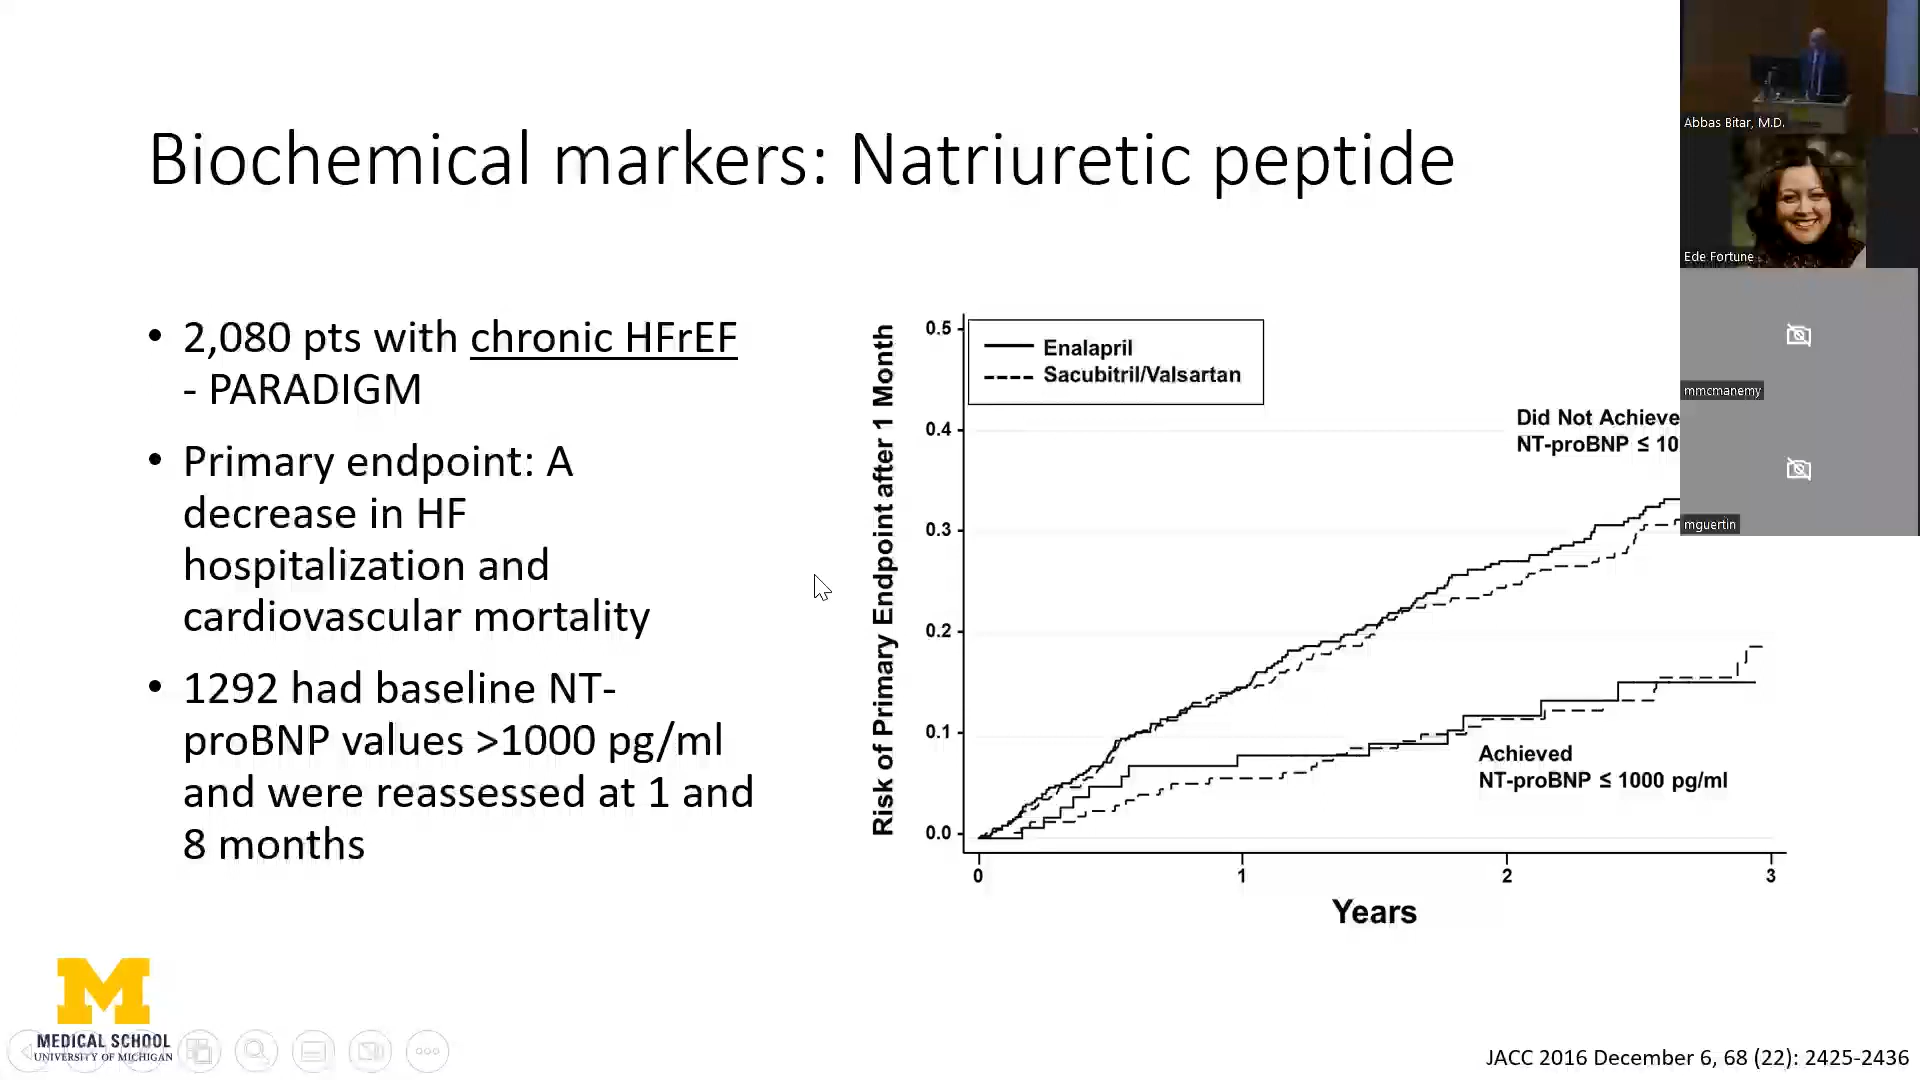 Biochemical markers: Natriuretic peptide
• 2,080 pts with chronic HFrEF
- PARADIGM
• Primary endpoint: A
decrease in HF
hospitalization and
cardiovascular mortality
• 1292 had baseline NT-
proBNP values >1000 pg/ml
and were reassessed at 1 and
8 months
Risk of Primary Endpoint after 1 Month
0.5
0.4
0.3
0.2
0.1
0.0
Enalapril
Sacubitril/Valsartan
Did Not Achieve
NT-proBNP ≤ 10
Achieved
NT-proBNP ≤ 1000 pg/ml
0 1 2 3
Years
Abbas Bitar, M.D.
Ede Fortune
mmcmanemy
mguertin
M
MEDICAL SCHOOL
UNIVERSITY OF MICHIGAN
JACC 2016 December 6, 68 (22): 2425-2436